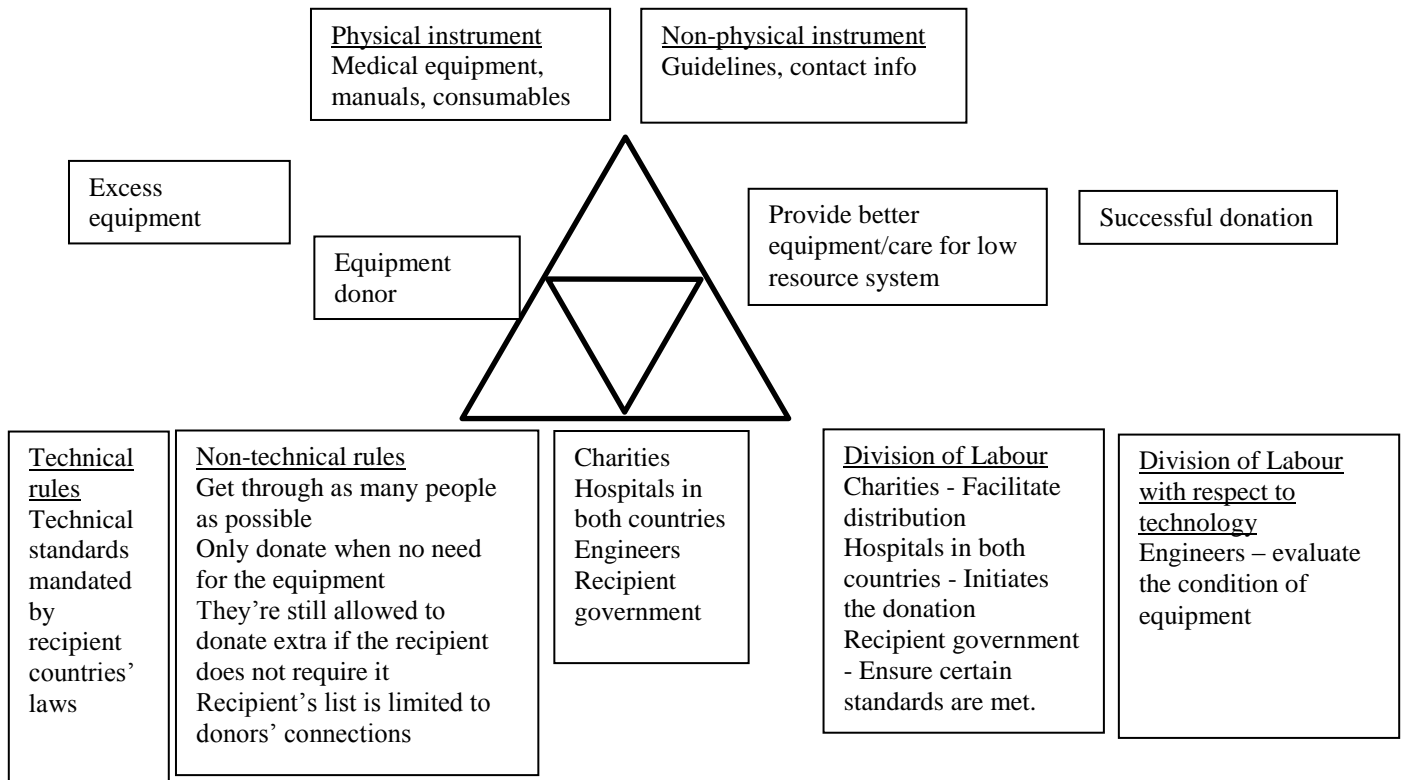 Physical instrument
Medical equipment,
manuals, consumables
Non-physical instrument
Guidelines, contact info
Excess
equipment
Equipment
donor
Provide better
equipment/care for low
resource system
Successful donation
Technical
rules
Technical
standards
mandated
by
recipient
countries’
laws
Non-technical rules
Get through as many people
as possible
Only donate when no need
for the equipment
They’re still allowed to
donate extra if the recipient
does not require it
Recipient’s list is limited to
donors’ connections
Charities
Hospitals in
both countries
Engineers
Recipient
government
Division of Labour
Charities - Facilitate
distribution
Hospitals in both
countries - Initiates
the donation
Recipient government
- Ensure certain
standards are met.
Division of Labour
with respect to
technology
Engineers – evaluate
the condition of
equipment